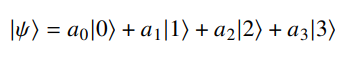 |ψ⟩ = a₀|0⟩ + a₁|1⟩ + a₂|2⟩ + a₃|3⟩